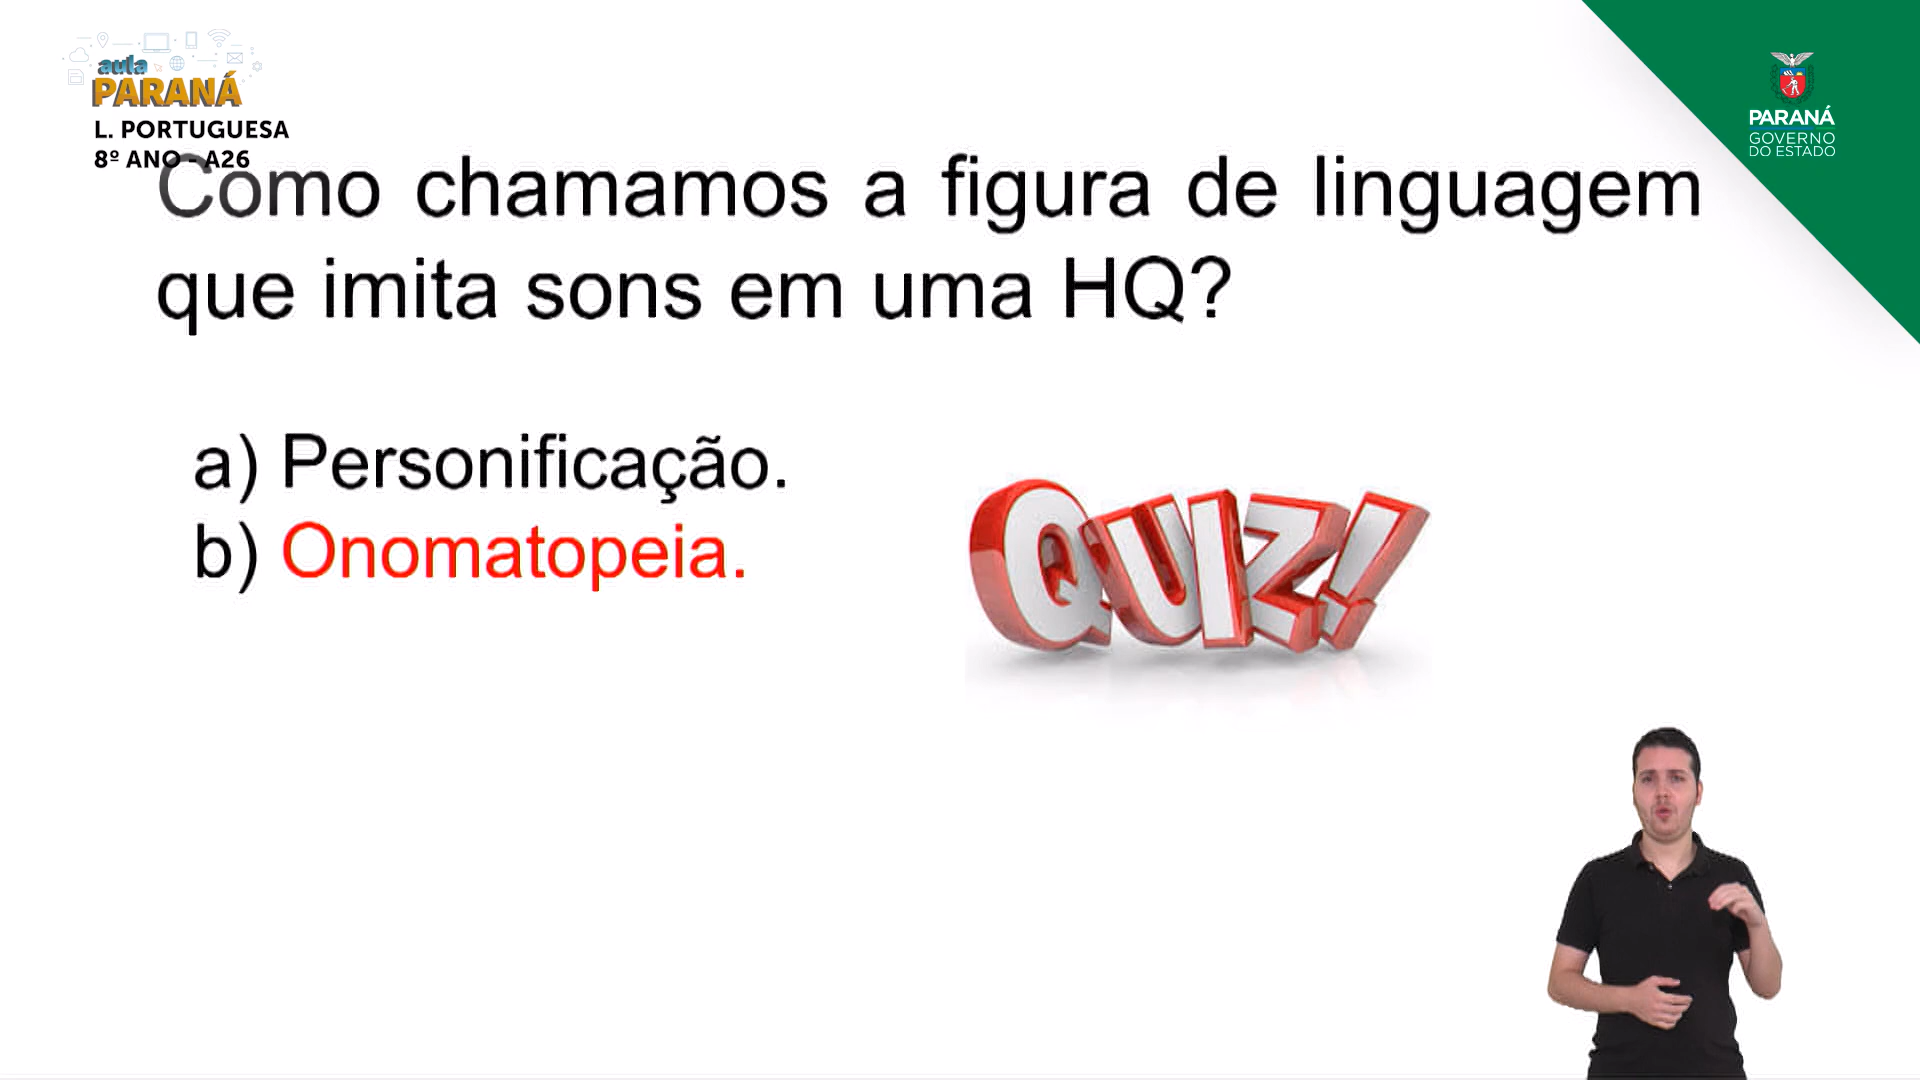 aula
PARANÁ
L. PORTUGUESA
8º ANO - A26
PARANÁ
GOVERNO
DO ESTADO
Como chamamos a figura de linguagem
que imita sons em uma HQ?
a) Personificação.
b) Onomatopeia.
QUIZ!